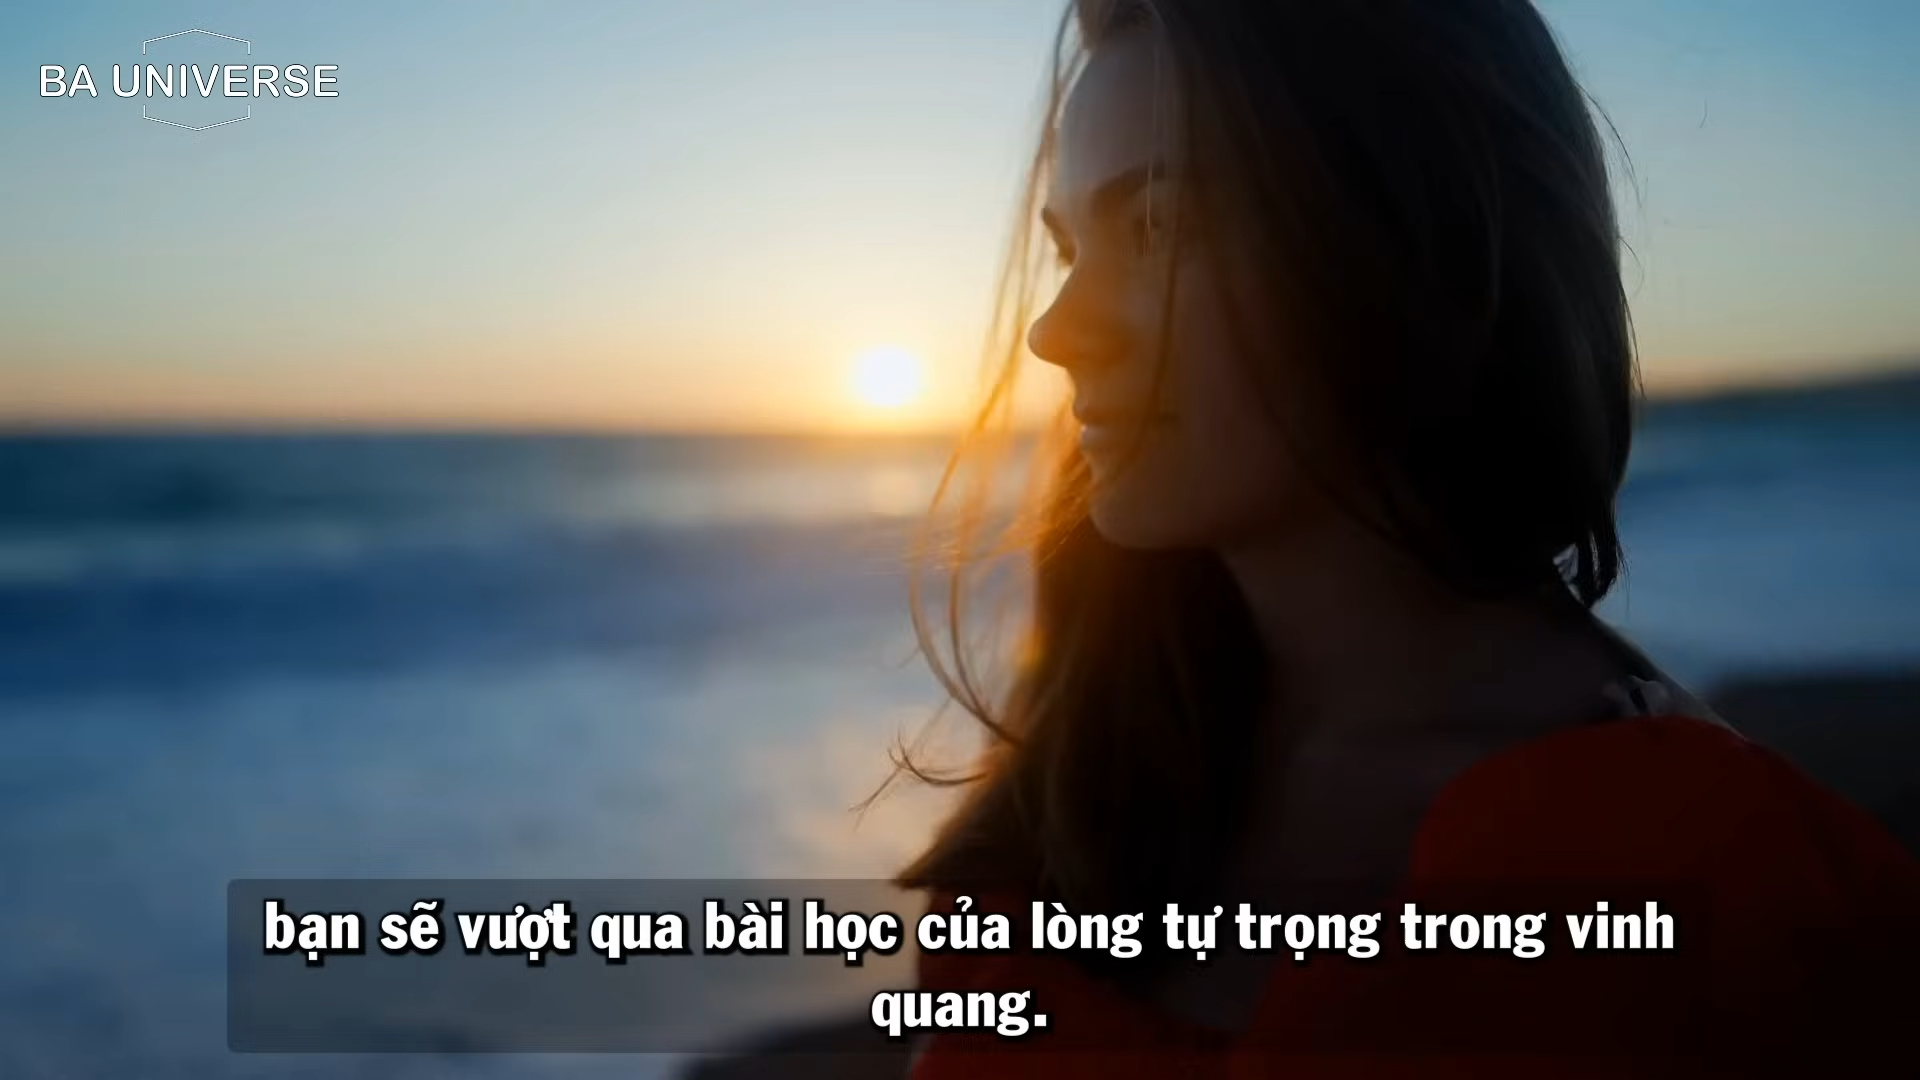 BA UNIVERSE
bạn sẽ vượt qua bài học của lòng tự trọng trong vinh
quang.